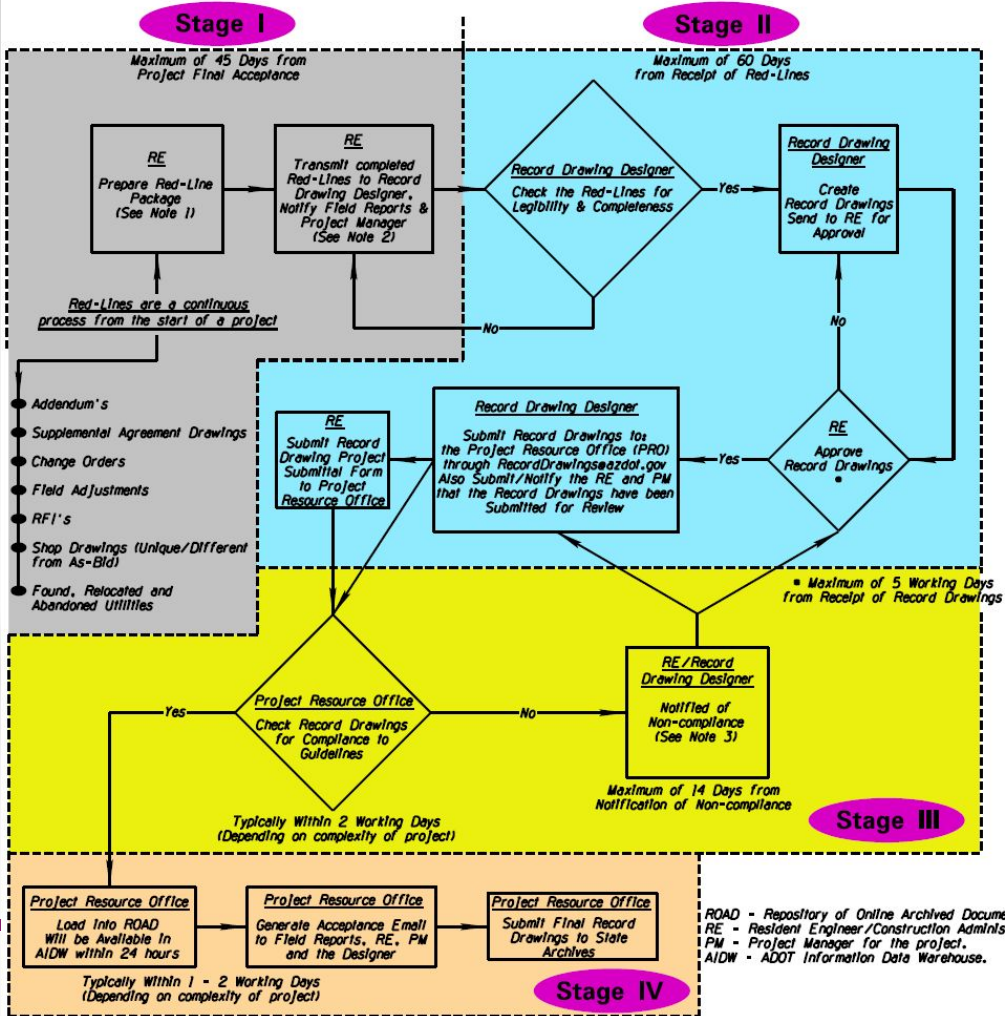 Stage I
Stage II
Maximum of 45 Days from
Project Final Acceptance
Maximum of 60 Days
from Receipt of Red-Lines
RE
Prepare Red-Line
Package
(See Note 1)
RE
Transmit completed
Red-Lines to Record
Drawing Designer,
Notify Field Reports &
Project Manager
(See Note 2)
Record Drawing Designer
Check the Red-Lines for
Legibility & Completeness
Yes
Record Drawing
Designer
Create
Record Drawings
Send to RE for
Approval
No
No
Red-Lines are a continuous
process from the start of a project
Addendum's
Supplemental Agreement Drawings
Change Orders
Field Adjustments
RFI's
Shop Drawings (Unique/Different
from As-Bid)
Found, Relocated and
Abandoned Utilities
RE
Submit Record
Drawing Project
Submittal Form
to Project
Resource Office
Record Drawing Designer
Submit Record Drawings to:
the Project Resource Office (PRO)
through RecordDrawings@azdot.gov
Also Submit/Notify the RE and PM
that the Record Drawings have been
Submitted for Review
Yes
RE
Approve
Record Drawings
*
* Maximum of 5 Working Days
from Receipt of Record Drawings
Project Resource Office
Check Record Drawings
for Compliance to
Guidelines
Yes
No
RE/Record
Drawing Designer
Notified of
Non-compliance
(See Note 3)
Maximum of 14 Days from
Notification of Non-compliance
Typically Within 2 Working Days
(Depending on complexity of project)
Stage III
Project Resource Office
Load into ROAD
Will be Available in
AIDW within 24 hours
Project Resource Office
Generate Acceptance Email
to Field Reports, RE, PM
and the Designer
Project Resource Office
Submit Final Record
Drawings to State
Archives
Typically Within 1 - 2 Working Days
(Depending on complexity of project)
Stage IV
ROAD - Repository of Online Archived Docume
RE - Resident Engineer/Construction Adminis
PM - Project Manager for the project.
AIDW - ADOT Information Data Warehouse.